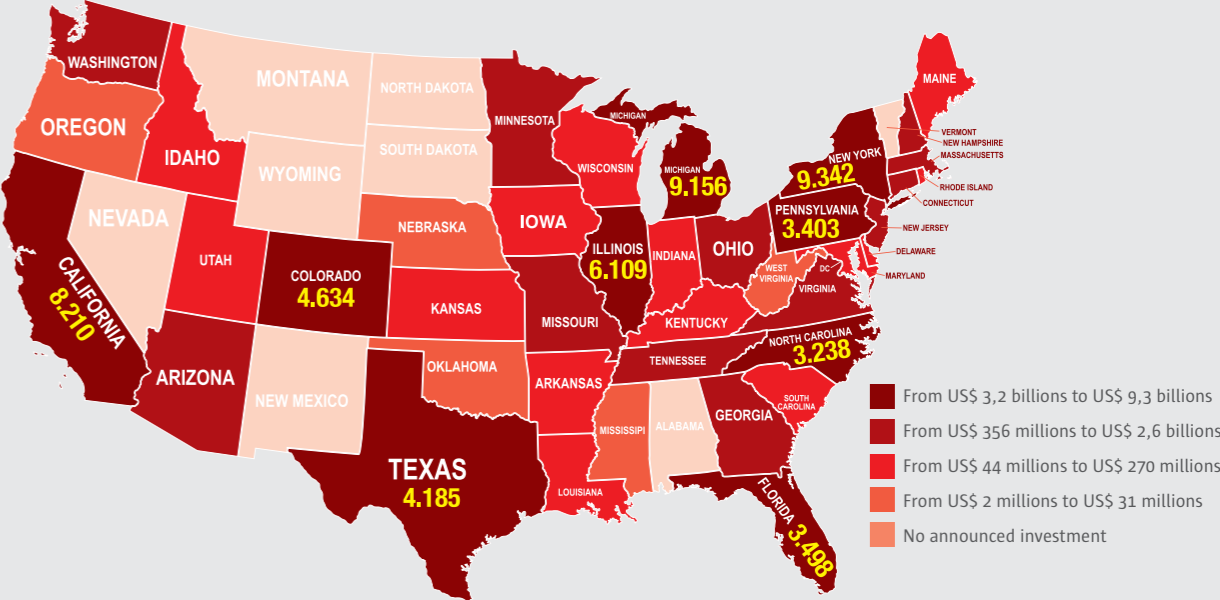 WASHINGTON
MONTANA
NORTH DAKOTA
MINNESOTA
MICHIGAN
MAINE
OREGON
IDAHO
WYOMING
SOUTH DAKOTA
WISCONSIN
MICHIGAN
9.156
NEW YORK
9.342
VERMONT
NEW HAMPSHIRE
MASSACHUSETTS
RHODE ISLAND
CONNECTICUT
NEVADA
UTAH
COLORADO
4.634
NEBRASKA
IOWA
ILLINOIS
6.109
INDIANA
OHIO
PENNSYLVANIA
3.403
NEW JERSEY
DELAWARE
MARYLAND
WEST
VIRGINIA
DC
VIRGINIA
CALIFORNIA
8.210
KANSAS
MISSOURI
KENTUCKY
NORTH CAROLINA
3.238
TENNESSEE
ARIZONA
NEW MEXICO
OKLAHOMA
ARKANSAS
MISSISSIPI
ALABAMA
GEORGIA
SOUTH
CAROLINA
TEXAS
4.185
LOUISIANA
FLORIDA
3.498
From US$ 3,2 billions to US$ 9,3 billions
From US$ 356 millions to US$ 2,6 billions
From US$ 44 millions to US$ 270 millions
From US$ 2 millions to US$ 31 millions
No announced investment